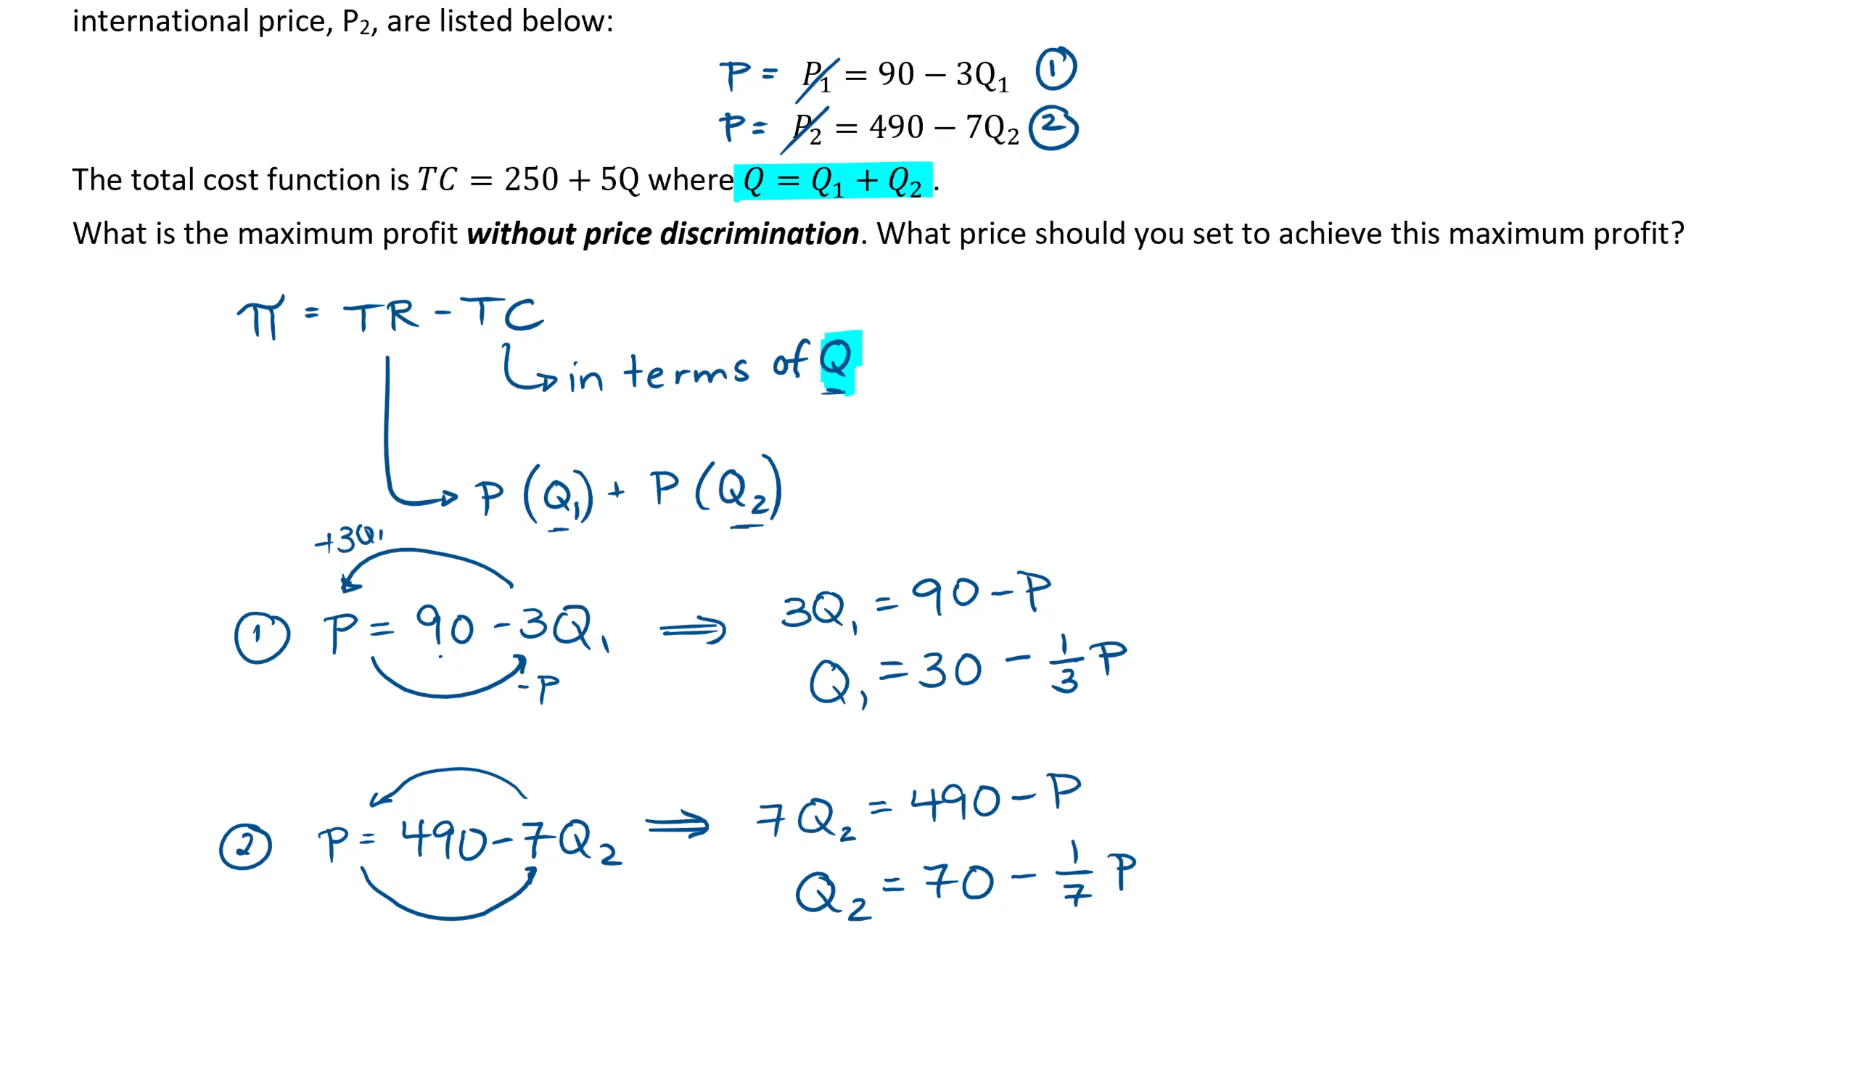 international price, P₂, are listed below:
P = P₁ = 90 − 3Q₁ ①
P = P₂ = 490 − 7Q₂ ②
The total cost function is TC = 250 + 5Q where Q = Q₁ + Q₂.
What is the maximum profit without price discrimination. What price should you set to achieve this maximum profit?
π = TR - TC
in terms of Q
P (Q₁) + P (Q₂)
+3Q₁
① P = 90 - 3Q₁ ⟹ 3Q₁ = 90 - P
-P
Q₁ = 30 - 1/3 P
② P = 490 - 7Q₂ ⟹ 7Q₂ = 490 - P
Q₂ = 70 - 1/7 P